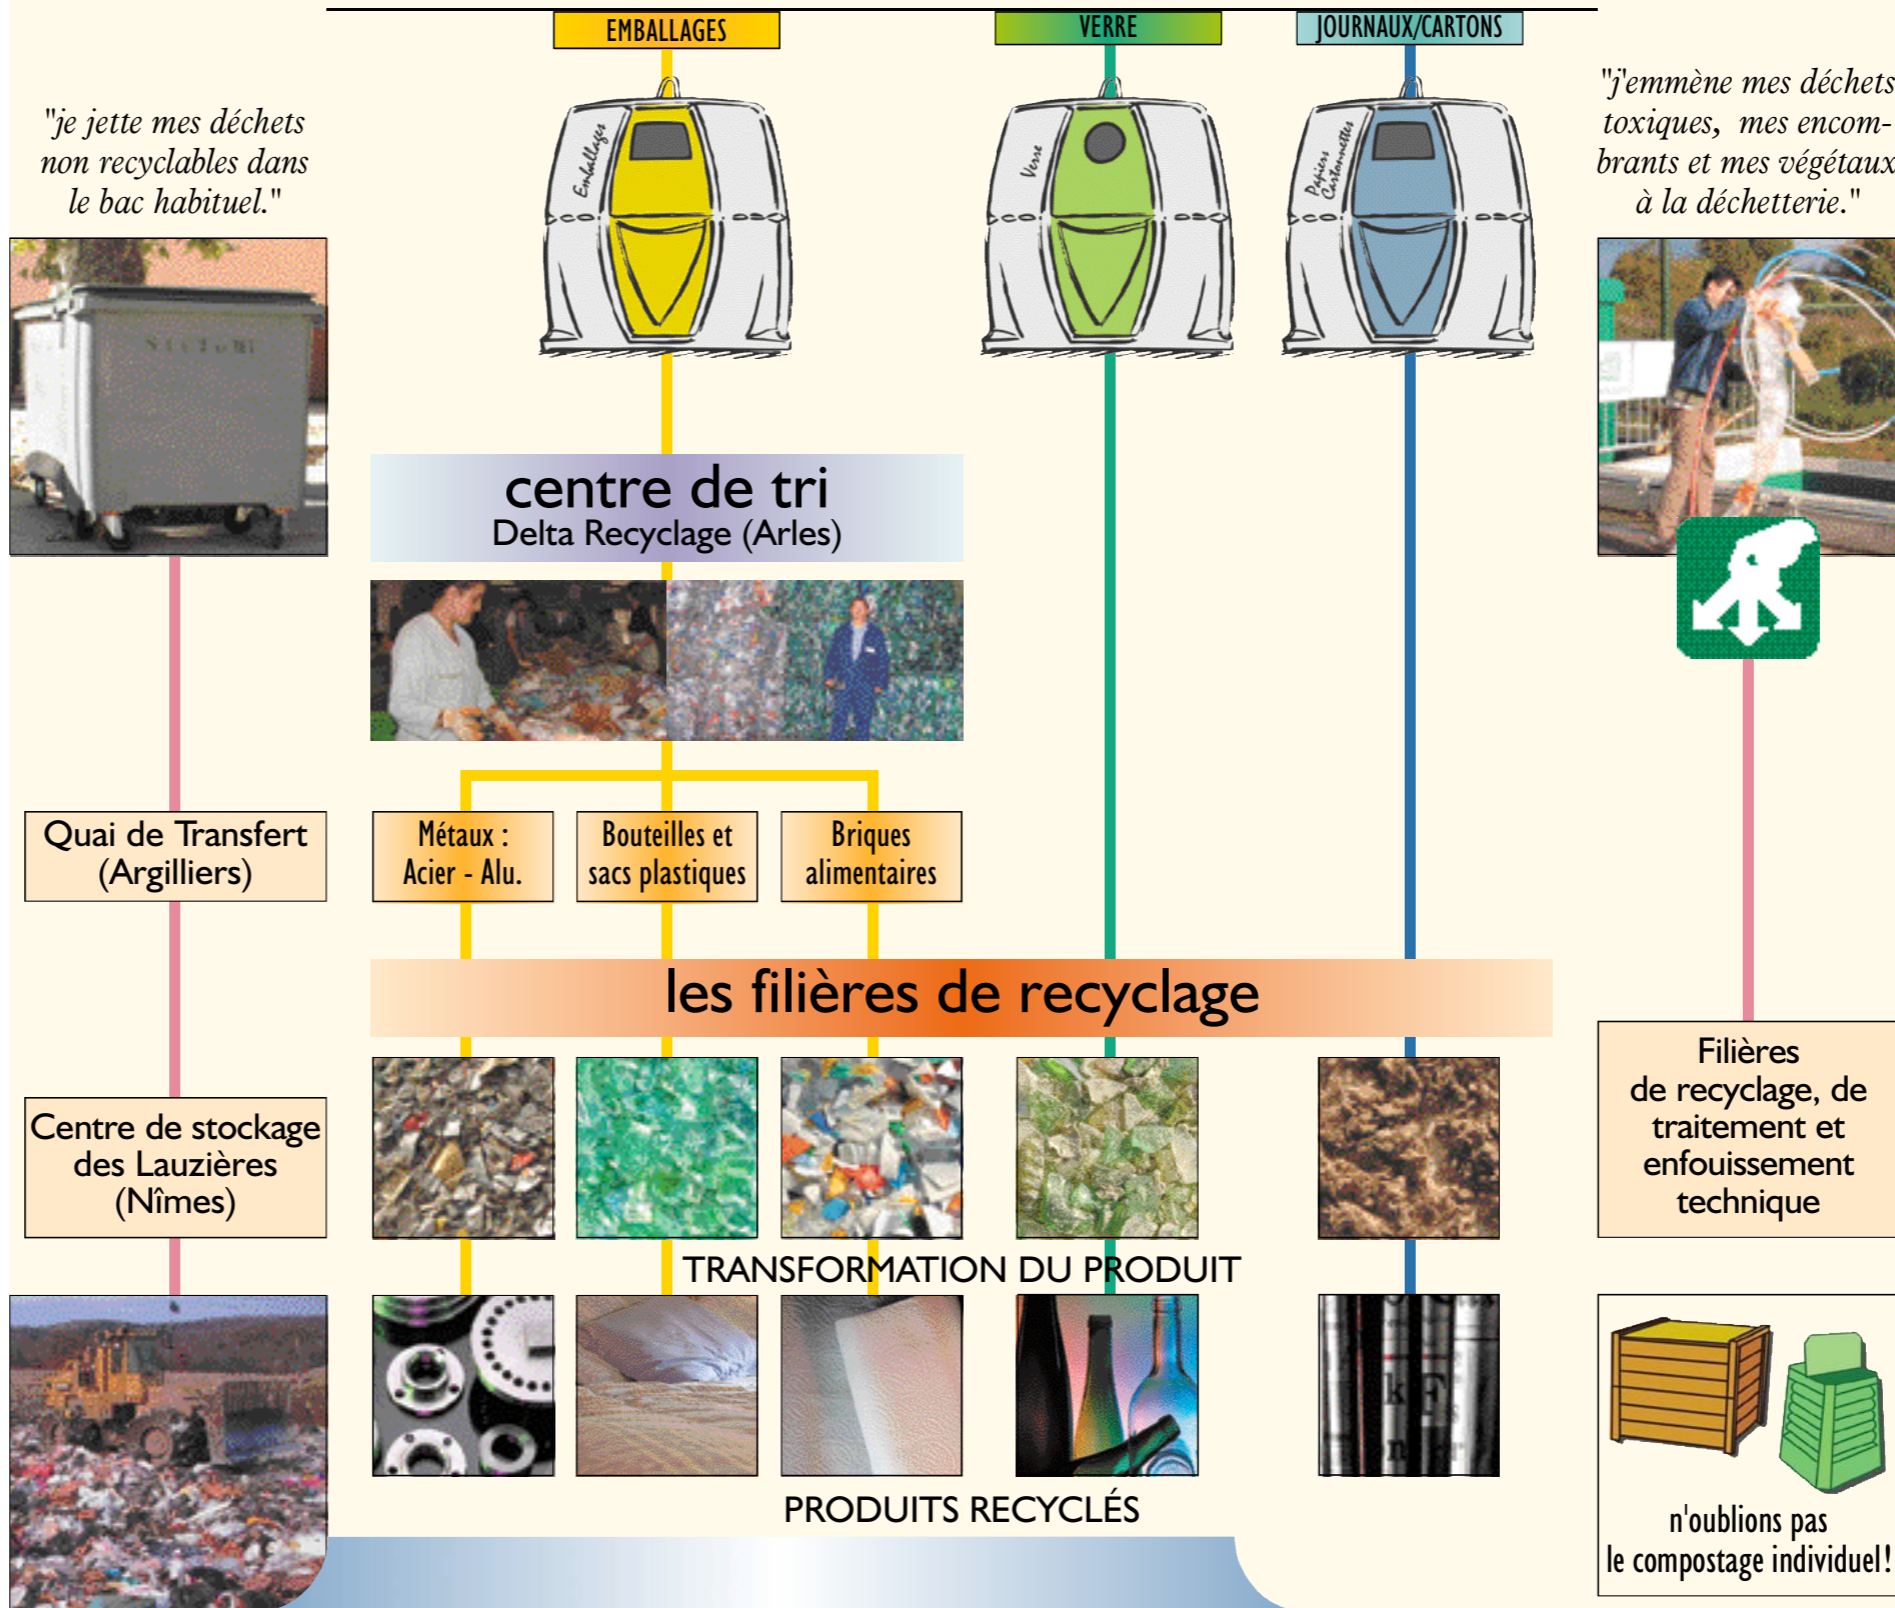 EMBALLAGES
VERRE
JOURNAUX/CARTONS
"je jette mes déchets
non recyclables dans
le bac habituel."
"j'emmène mes déchets
toxiques, mes encom-
brants et mes végétaux
à la déchetterie."
Emballages
Verre
Papiers
Cartonnettes
SICTOMI
centre de tri
Delta Recyclage (Arles)
Quai de Transfert
(Argilliers)
Métaux :
Acier - Alu.
Bouteilles et
sacs plastiques
Briques
alimentaires
les filières de recyclage
Centre de stockage
des Lauzières
(Nîmes)
Filières
de recyclage, de
traitement et
enfouissement
technique
TRANSFORMATION DU PRODUIT
PRODUITS RECYCLÉS
n'oublions pas
le compostage individuel!